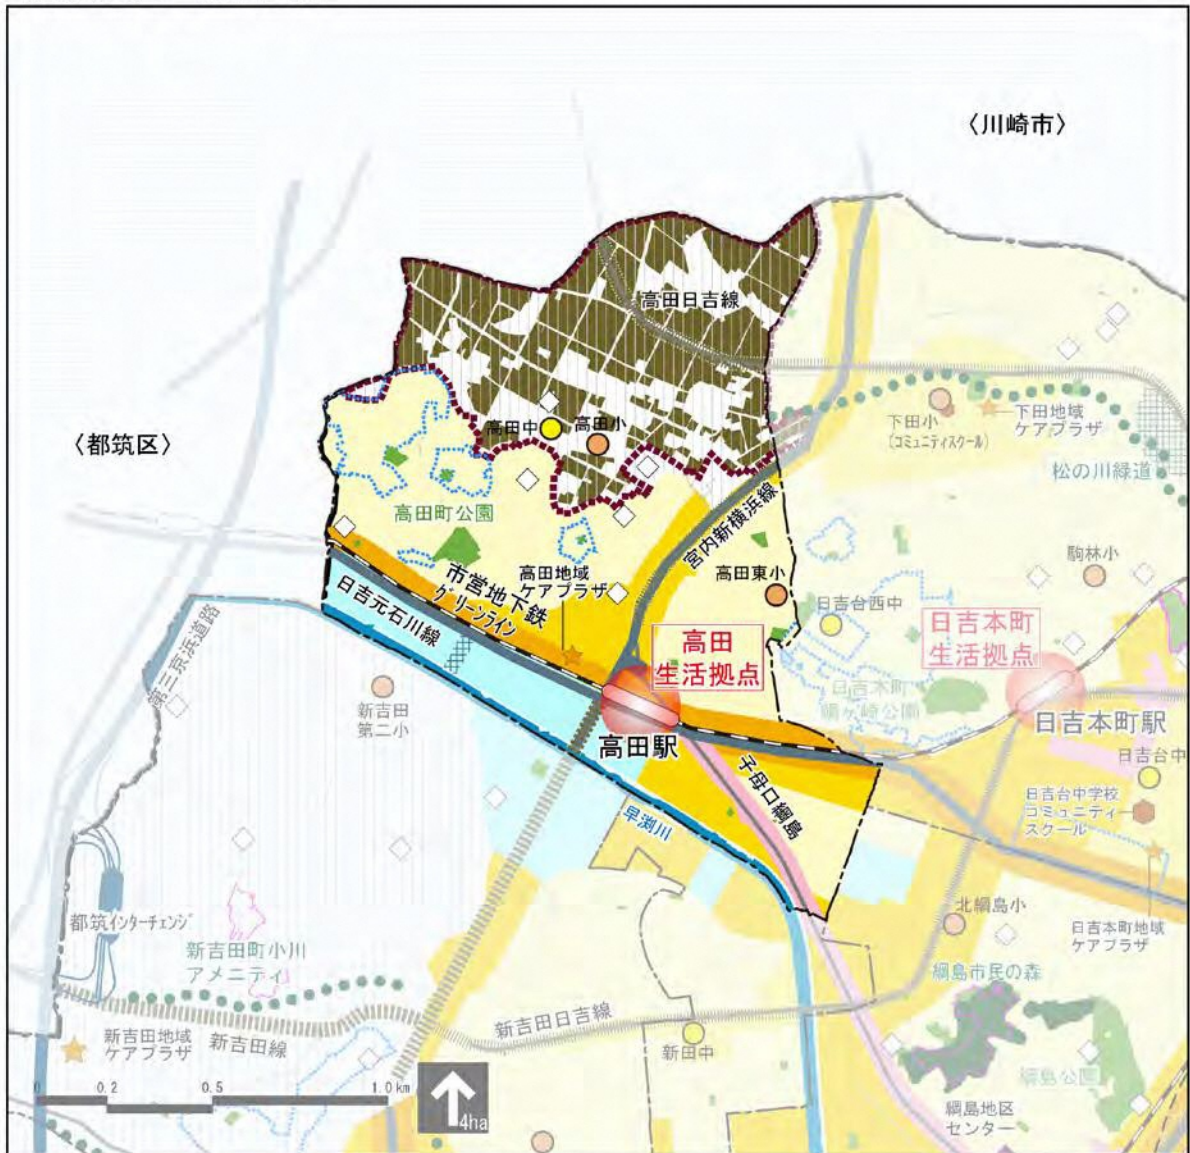 〈川崎市〉
高田日吉線
〈都筑区〉
高田中
高田小
下田小
(コミュニティスクール)
下田地域
ケアプラザ
松の川緑道
高田町公園
宮内新横浜線
駒林小
市営地下鉄
グリーンライン
高田地域
ケアプラザ
高田東小
日吉台西中
日吉元石川線
高田
生活拠点
日吉本町
生活拠点
第三京浜道路
新吉田
第二小
日吉本町
鯛ヶ崎公園
高田駅
日吉本町駅
日吉台中
子母口綱島
日吉台中学校
コミュニティ
スクール
早渕川
都筑インターチェンジ
新吉田町小川
アメニティ
北綱島小
日吉本町地域
ケアプラザ
綱島市民の森
新吉田日吉線
新吉田地域
ケアプラザ
新吉田線
新田中
綱島公園
0 0.2 0.5 1.0km
4ha
綱島地区
センター